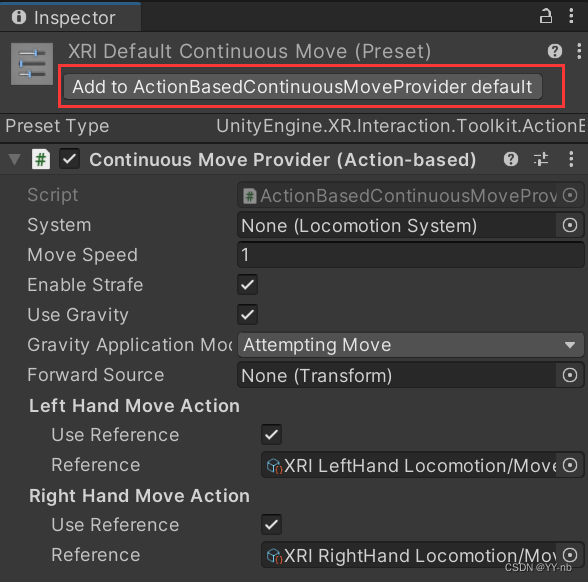 Inspector
XRI Default Continuous Move (Preset)
Add to ActionBasedContinuousMoveProvider default
Preset Type UnityEngine.XR.Interaction.Toolkit.ActionB
# Continuous Move Provider (Action-based)
Script # ActionBasedContinuousMoveProv
System None (Locomotion System)
Move Speed 1
Enable Strafe
Use Gravity
Gravity Application Mod Attempting Move
Forward Source None (Transform)
Left Hand Move Action
Use Reference
Reference XRI LeftHand Locomotion/Move
Right Hand Move Action
Use Reference
Reference XRI RightHand Locomotion/Mov
CSDN @YY-nb